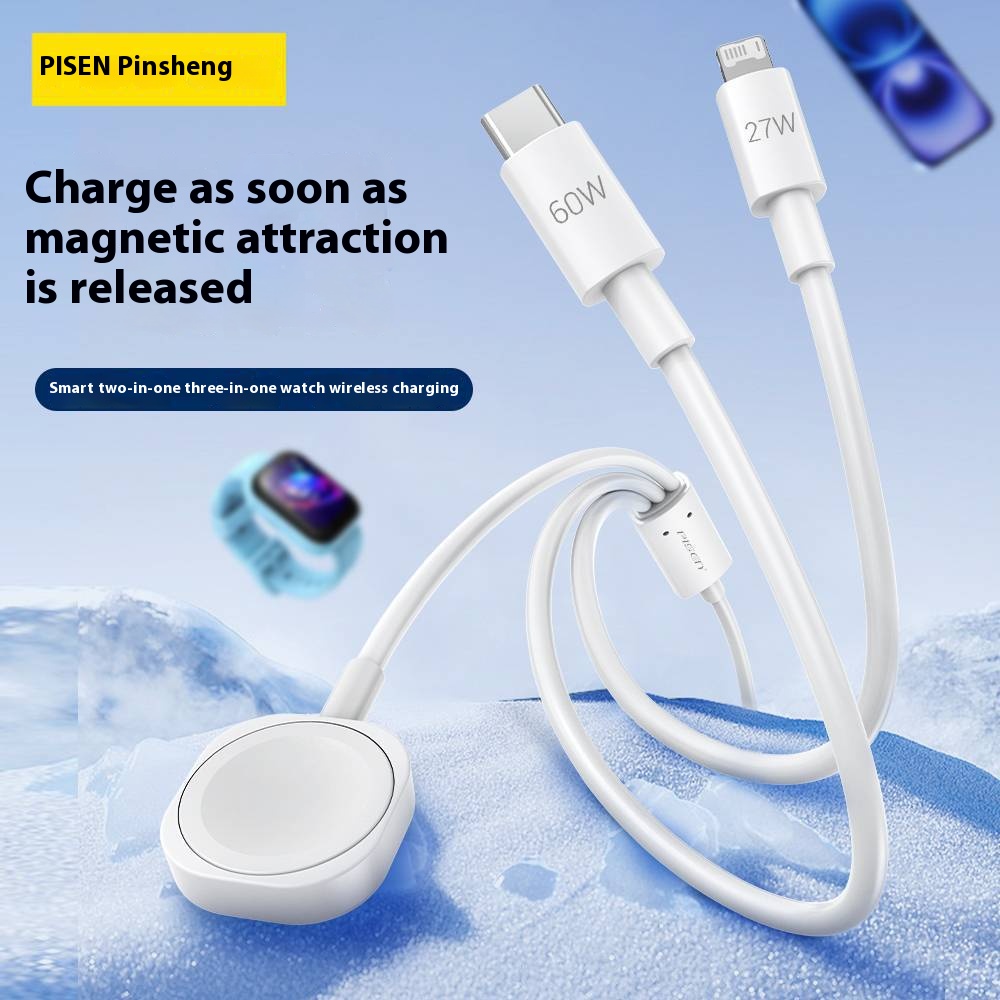 PISEN Pinsheng
Charge as soon as
magnetic attraction
is released
Smart two-in-one three-in-one watch wireless charging
60W
27W
PISEN